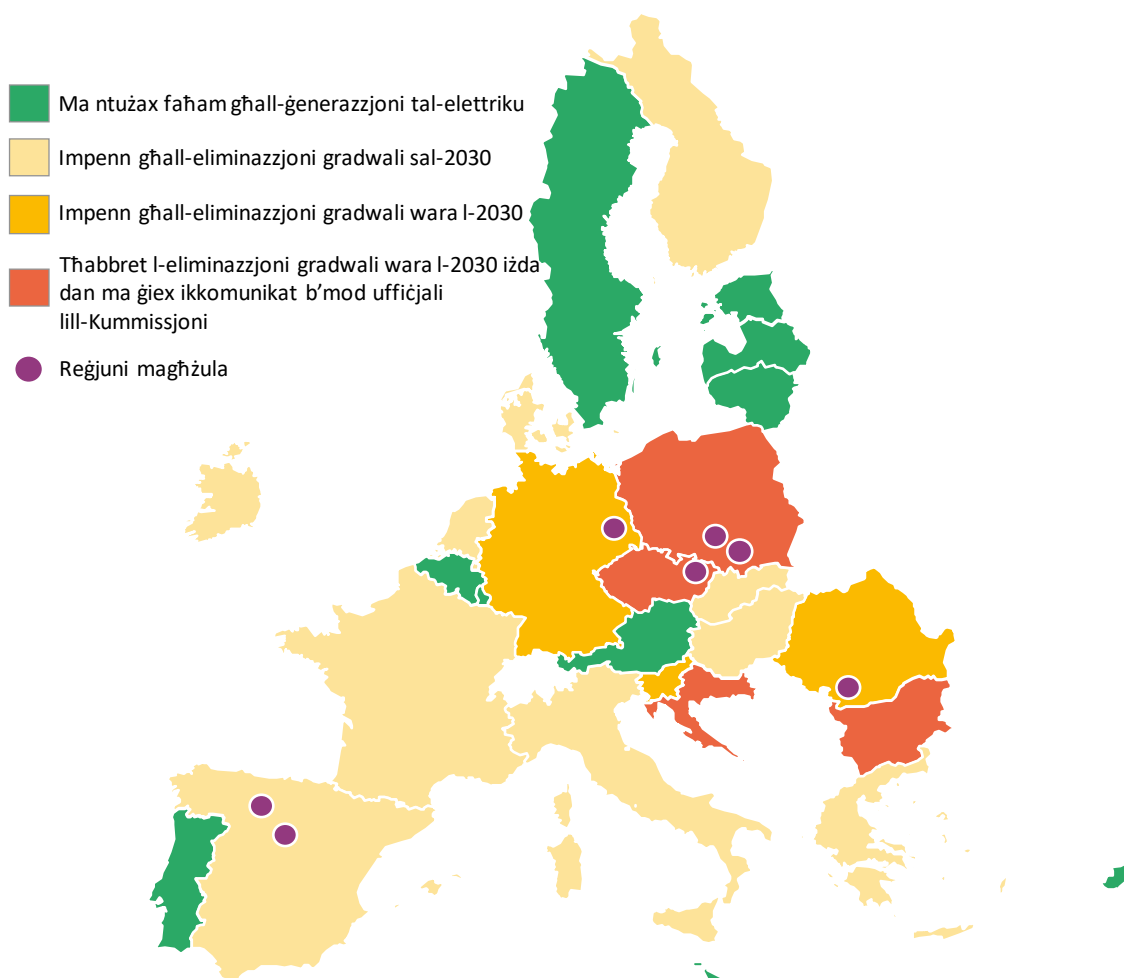 Ma ntużax faħam għall-ġenerazzjoni tal-elettriku
Impenn għall-eliminazzjoni gradwali sal-2030
Impenn għall-eliminazzjoni gradwali wara l-2030
Tħabbret l-eliminazzjoni gradwali wara l-2030 iżda
dan ma ġiex ikkomunikat b’mod uffiċjali
lill-Kummissjoni
Reġjuni magħżula